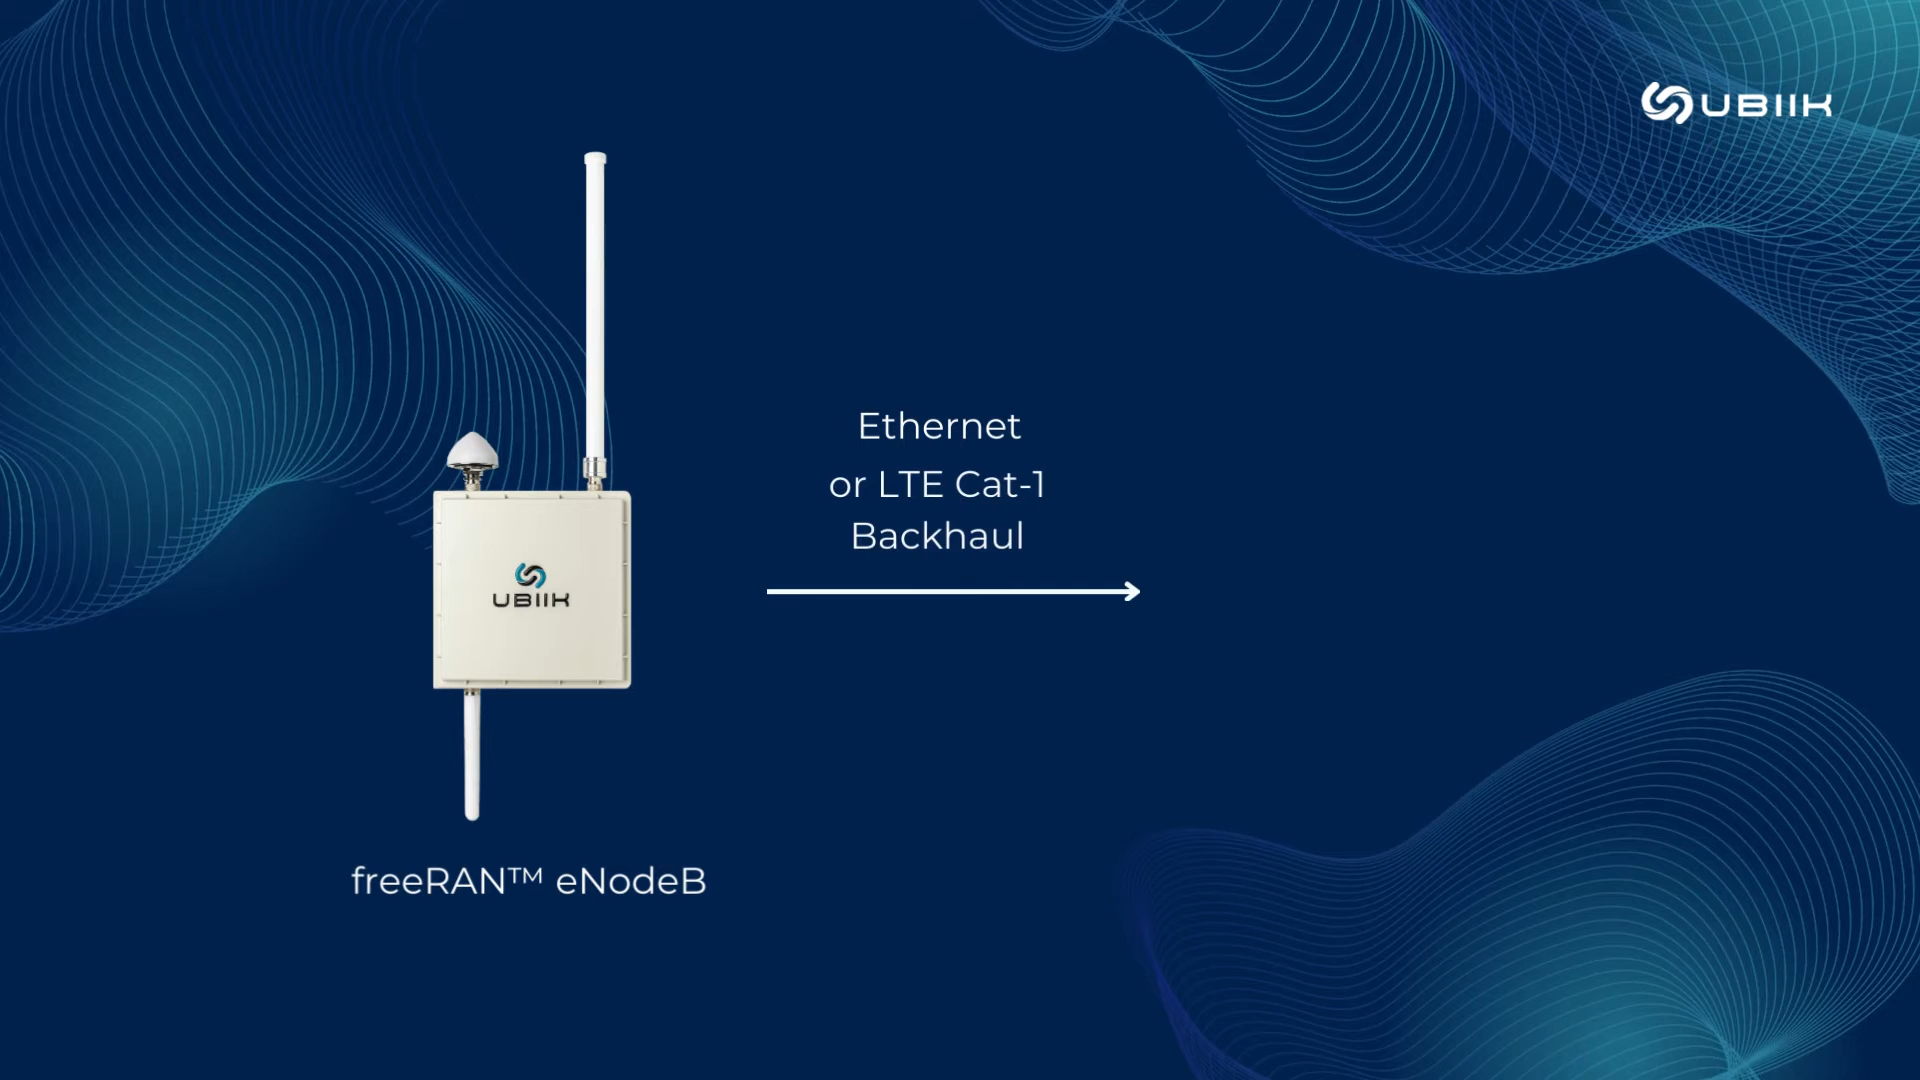 UBIIK
Ethernet
or LTE Cat-1
Backhaul
UBIIK
freeRAN™ eNodeB